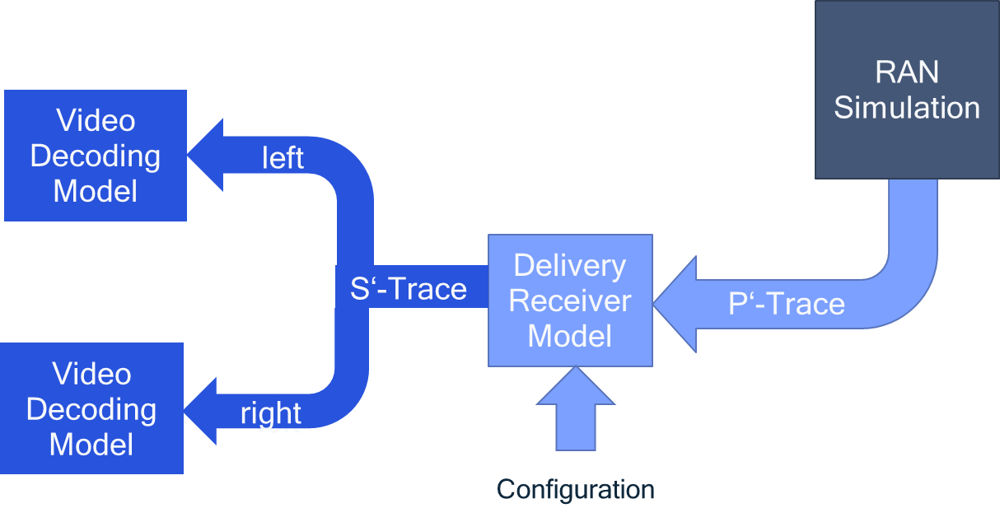 RAN
Simulation
Video
Decoding
Model
left
Delivery
Receiver
Model
S‘-Trace
P‘-Trace
Video
Decoding
Model
right
Configuration